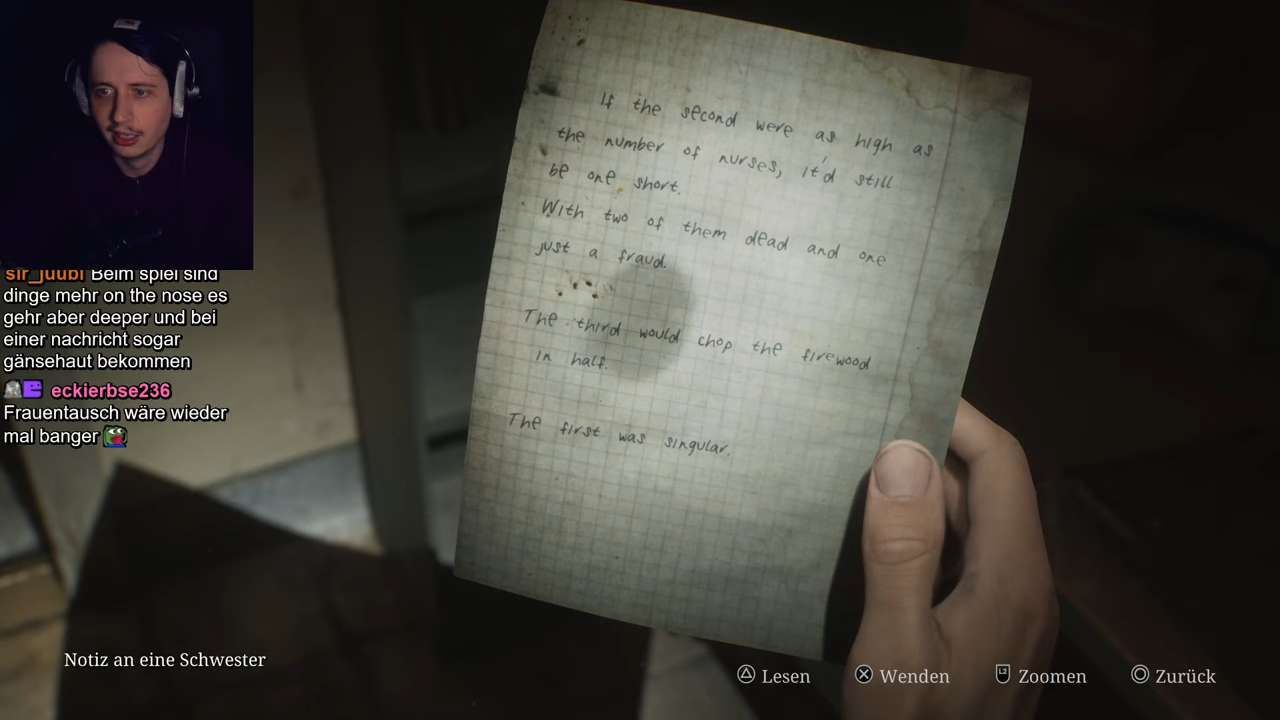 If the second were as high as
the number of nurses, it'd still
be one short.
With two of them dead and one
just a fraud.
The third would chop the firewood
in half.
The first was singular.
sir_juubi Beim spiel sind
dinge mehr on the nose es
gehr aber deeper und bei
einer nachricht sogar
gänsehaut bekommen
eckierbse236
Frauentausch wäre wieder
mal banger
Notiz an eine Schwester
Lesen
Wenden
L2 Zoomen
Zurück